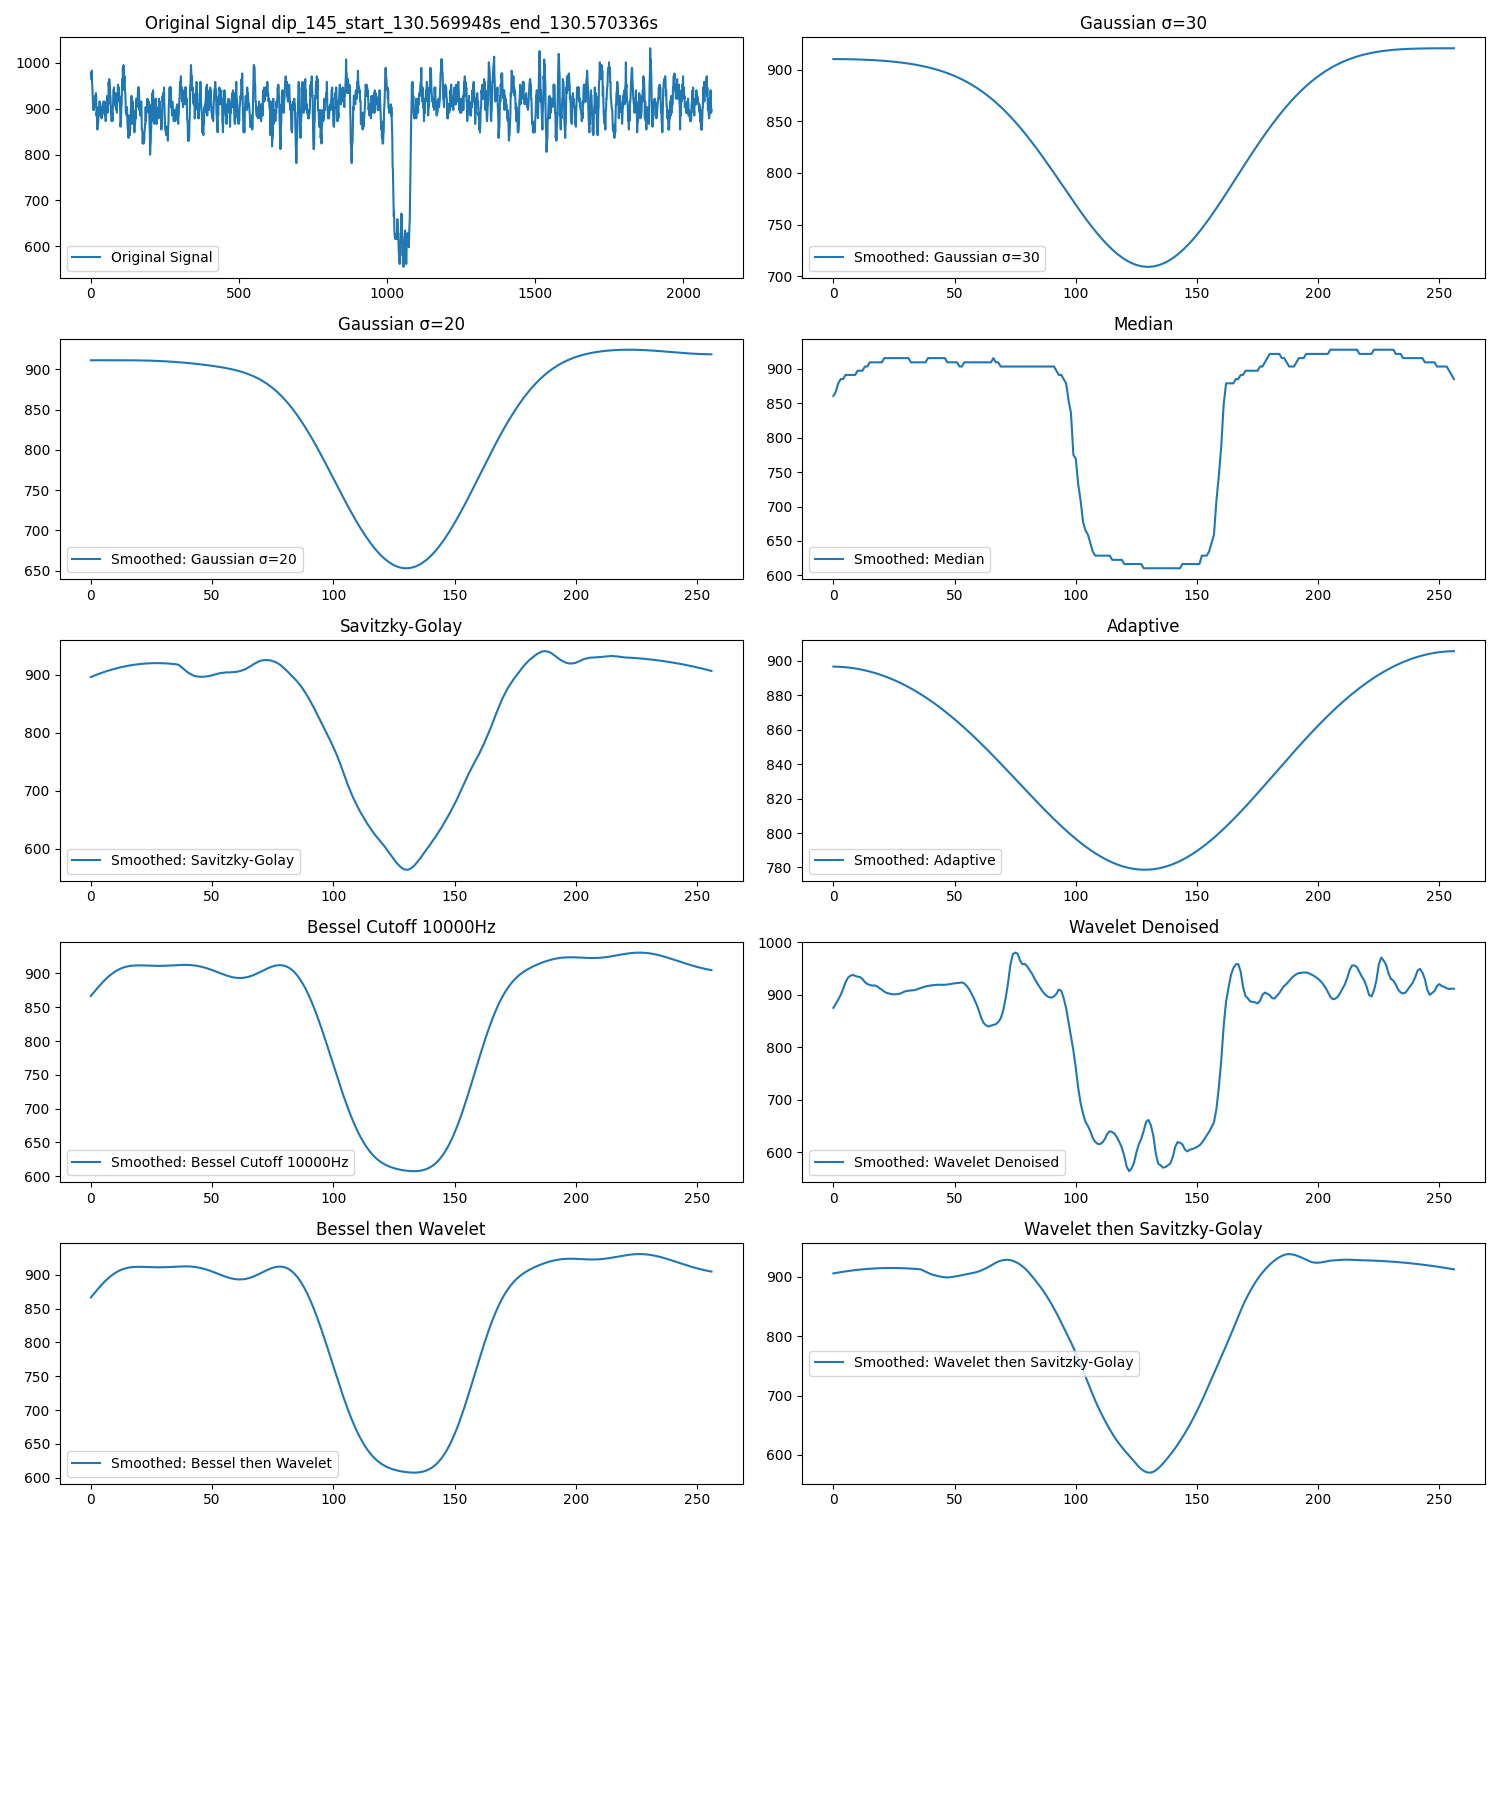 Original Signal dip_145_start_130.569948s_end_130.570336s
1000
900
800
700
600
Original Signal
0 500 1000 1500 2000
Gaussian σ=30
900
850
800
750
700
Smoothed: Gaussian σ=30
0 50 100 150 200 250
Gaussian σ=20
900
850
800
750
700
650
Smoothed: Gaussian σ=20
0 50 100 150 200 250
Median
900
850
800
750
700
650
600
Smoothed: Median
0 50 100 150 200 250
Savitzky-Golay
900
800
700
600
Smoothed: Savitzky-Golay
0 50 100 150 200 250
Adaptive
900
880
860
840
820
800
780
Smoothed: Adaptive
0 50 100 150 200 250
Bessel Cutoff 10000Hz
900
850
800
750
700
650
600
Smoothed: Bessel Cutoff 10000Hz
0 50 100 150 200 250
Wavelet Denoised
1000
900
800
700
600
Smoothed: Wavelet Denoised
0 50 100 150 200 250
Bessel then Wavelet
900
850
800
750
700
650
600
Smoothed: Bessel then Wavelet
0 50 100 150 200 250
Wavelet then Savitzky-Golay
900
800
700
600
Smoothed: Wavelet then Savitzky-Golay
0 50 100 150 200 250